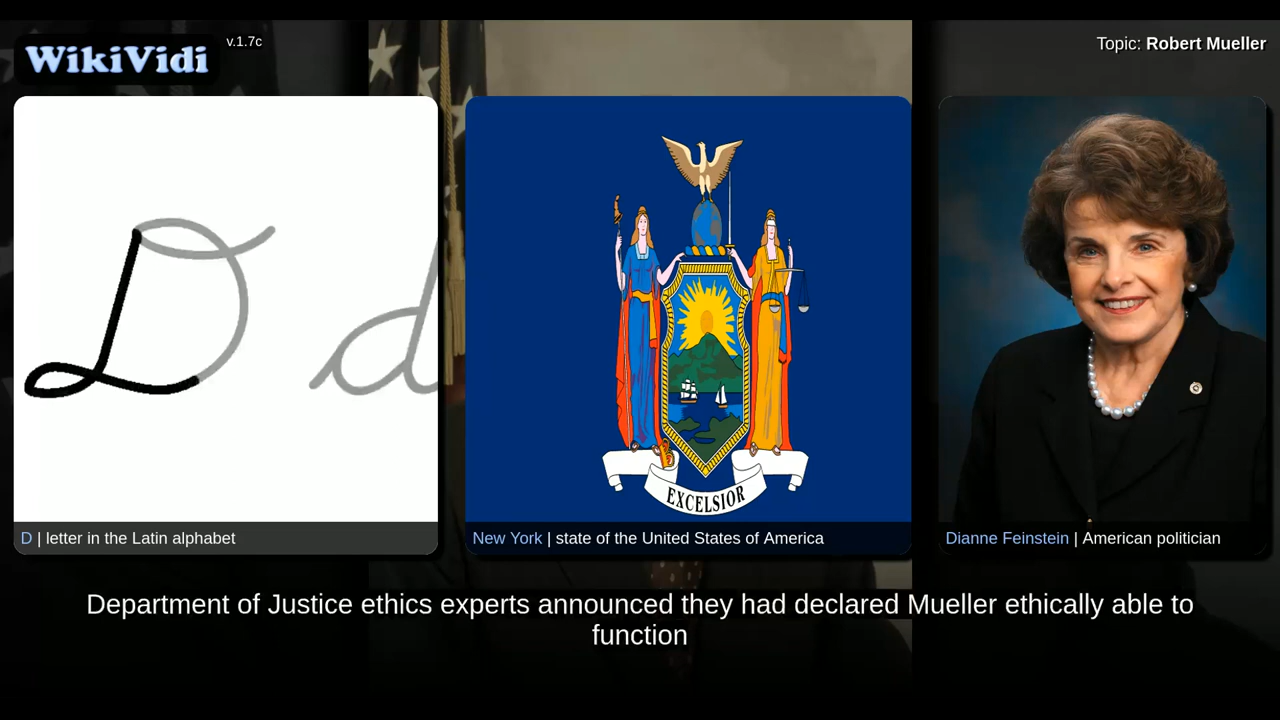 WikiVidi
v.1.7c
Topic: Robert Mueller
D d
EXCELSIOR
D | letter in the Latin alphabet
New York | state of the United States of America
Dianne Feinstein | American politician
Department of Justice ethics experts announced they had declared Mueller ethically able to
function